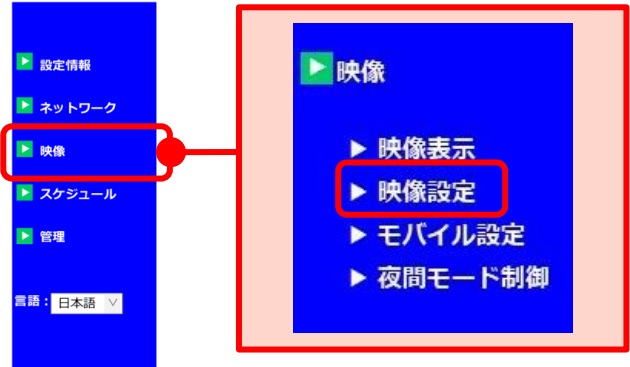 設定情報
ネットワーク
映像
スケジュール
管理
言語： 日本語
映像
映像表示
映像設定
モバイル設定
夜間モード制御